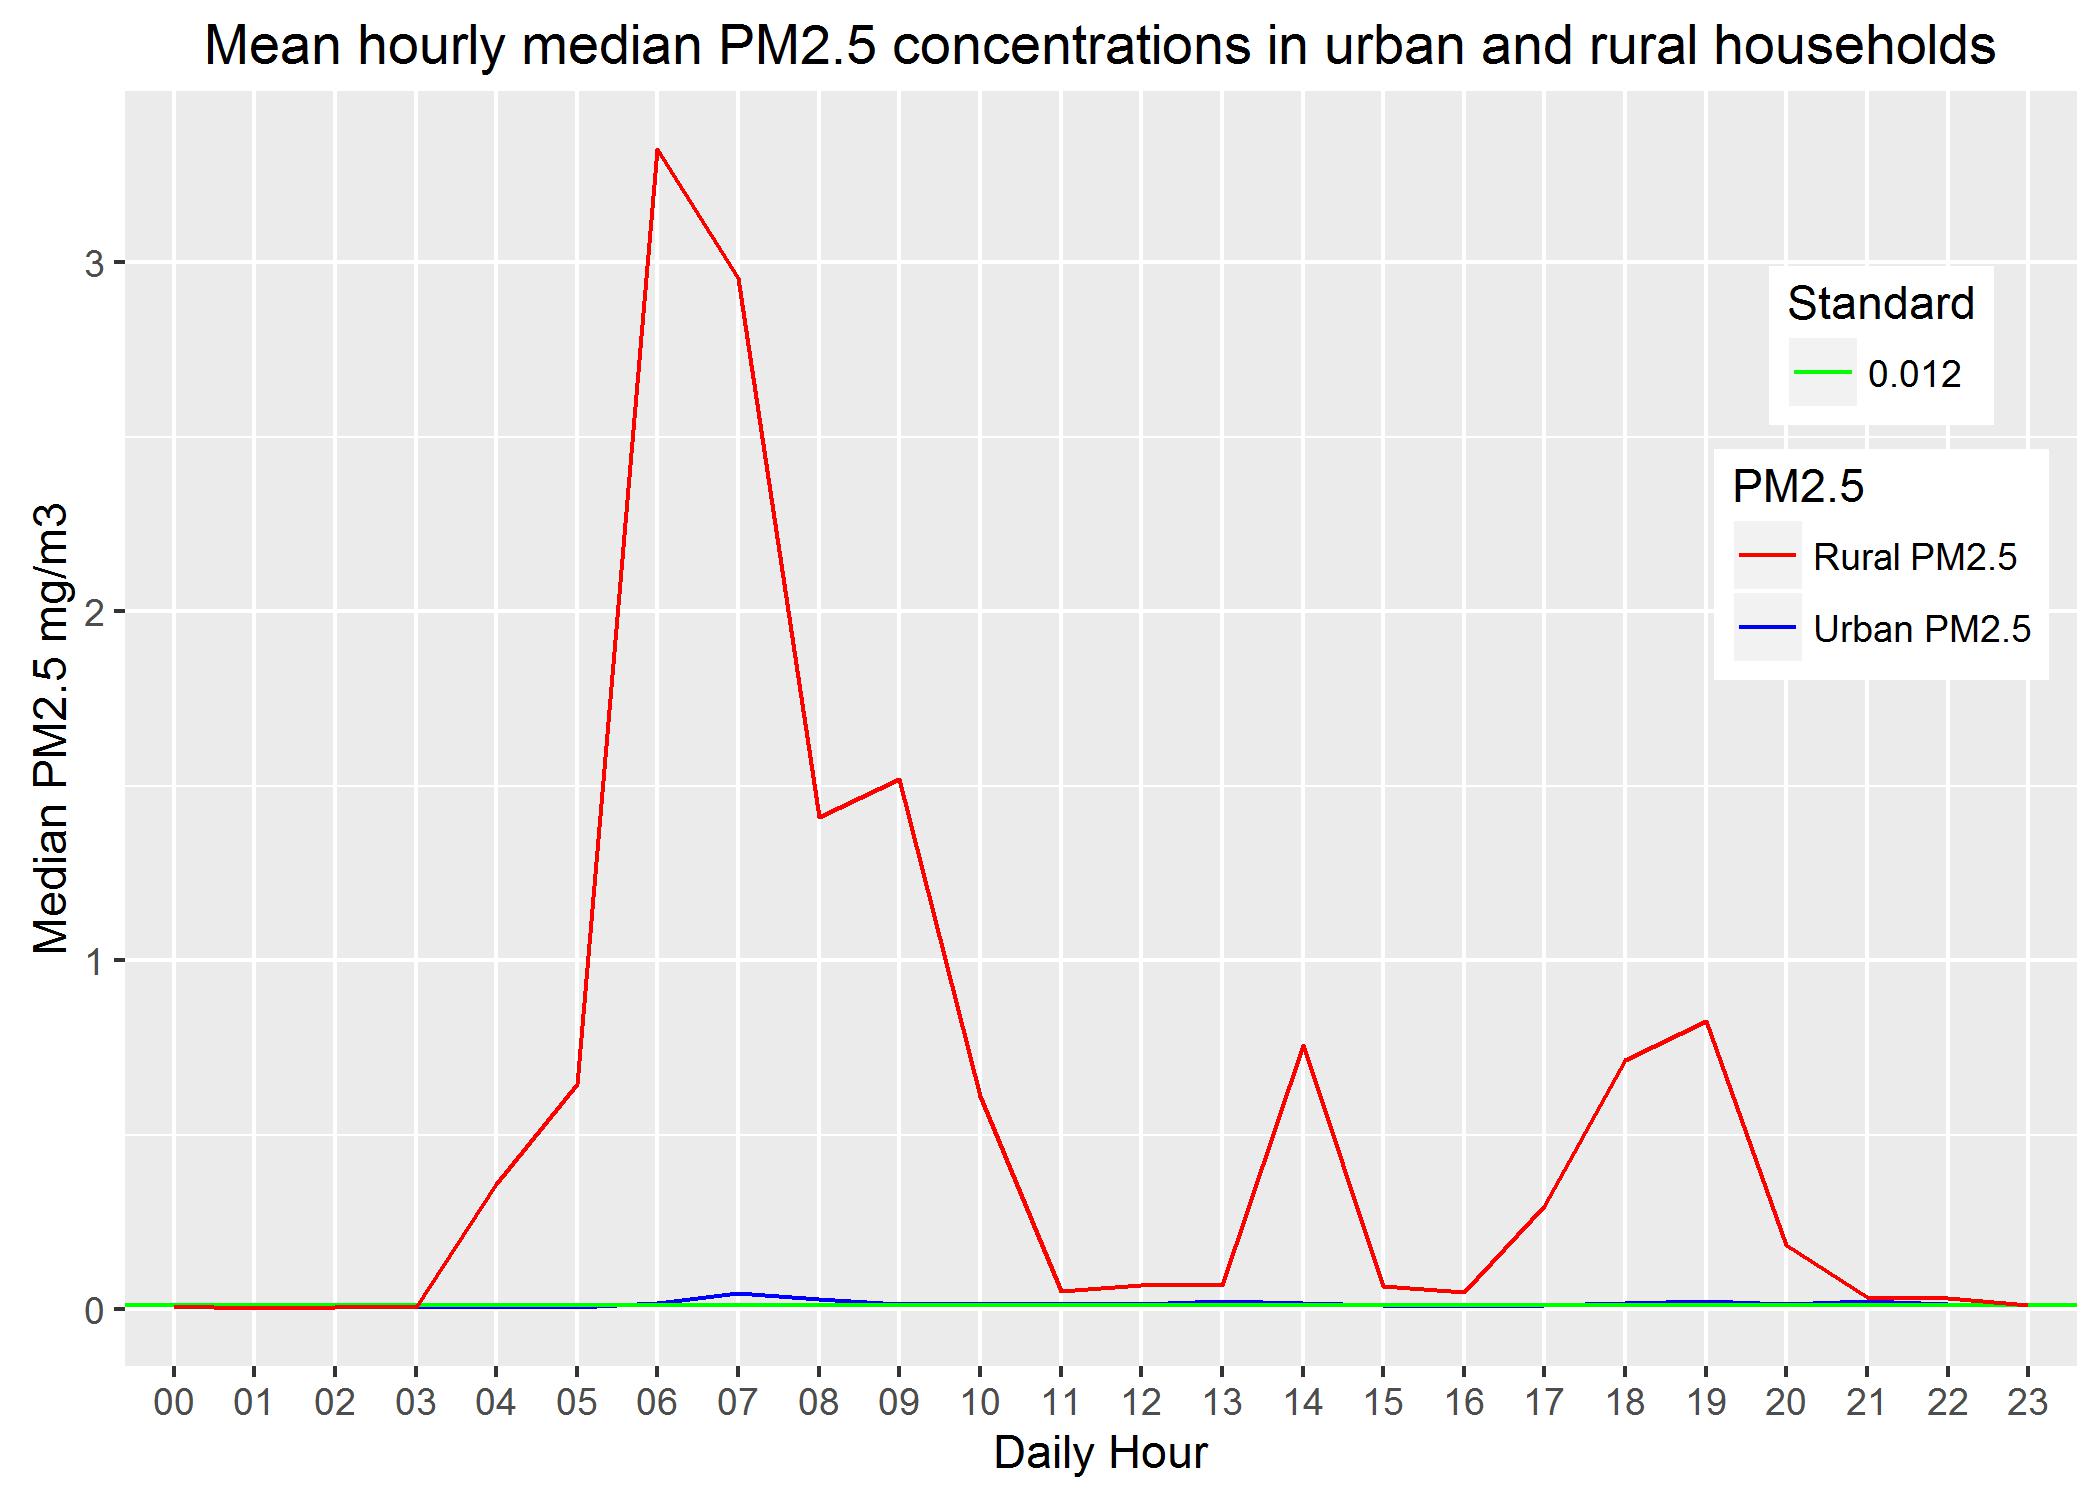 Mean hourly median PM2.5 concentrations in urban and rural households
Median PM2.5 mg/m3
3
2
1
0
Standard
0.012
PM2.5
Rural PM2.5
Urban PM2.5
00 01 02 03 04 05 06 07 08 09 10 11 12 13 14 15 16 17 18 19 20 21 22 23
Daily Hour